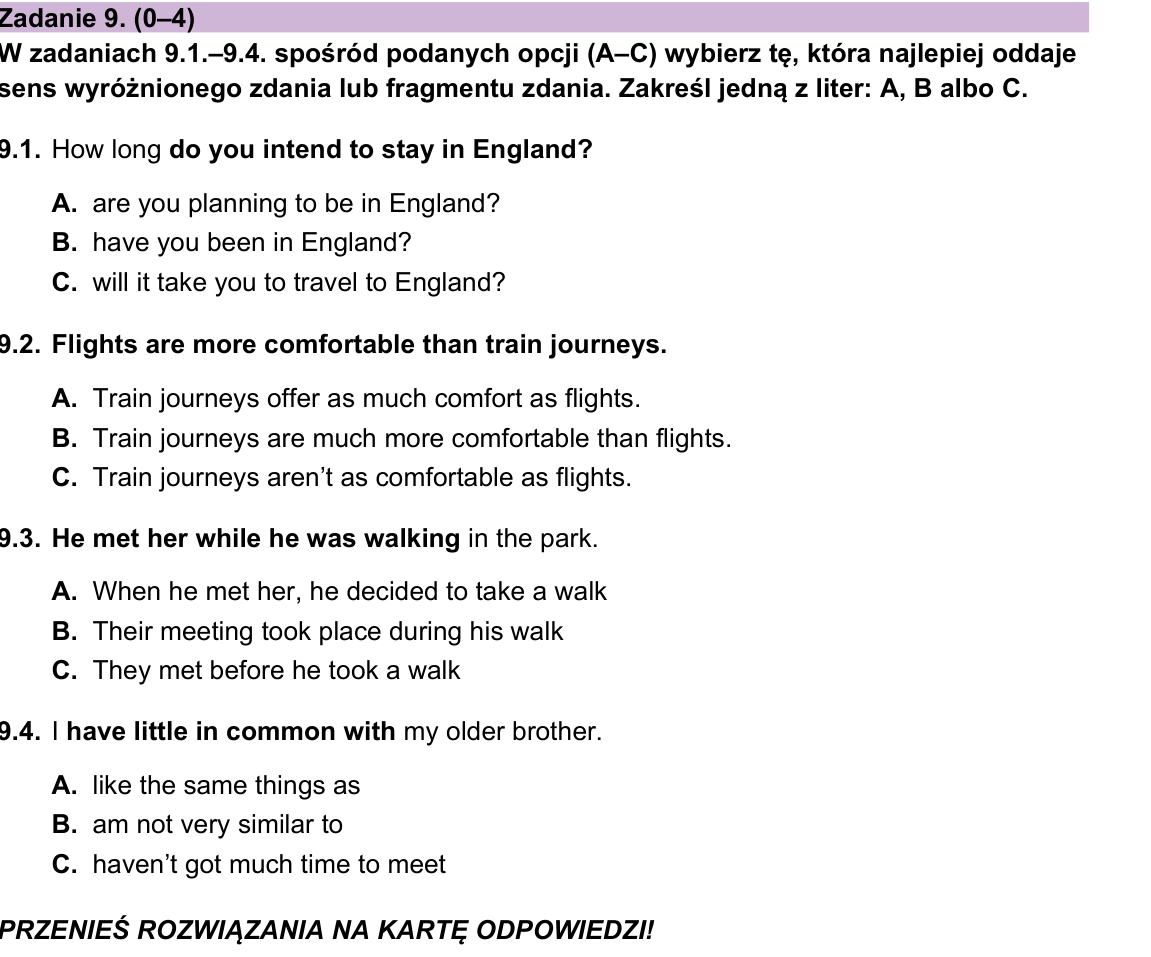 Zadanie 9. (0–4)
W zadaniach 9.1.–9.4. spośród podanych opcji (A–C) wybierz tę, która najlepiej oddaje
sens wyróżnionego zdania lub fragmentu zdania. Zakreśl jedną z liter: A, B albo C.
9.1. How long do you intend to stay in England?
A. are you planning to be in England?
B. have you been in England?
C. will it take you to travel to England?
9.2. Flights are more comfortable than train journeys.
A. Train journeys offer as much comfort as flights.
B. Train journeys are much more comfortable than flights.
C. Train journeys aren’t as comfortable as flights.
9.3. He met her while he was walking in the park.
A. When he met her, he decided to take a walk
B. Their meeting took place during his walk
C. They met before he took a walk
9.4. I have little in common with my older brother.
A. like the same things as
B. am not very similar to
C. haven’t got much time to meet
PRZENIEŚ ROZWIĄZANIA NA KARTĘ ODPOWIEDZI!